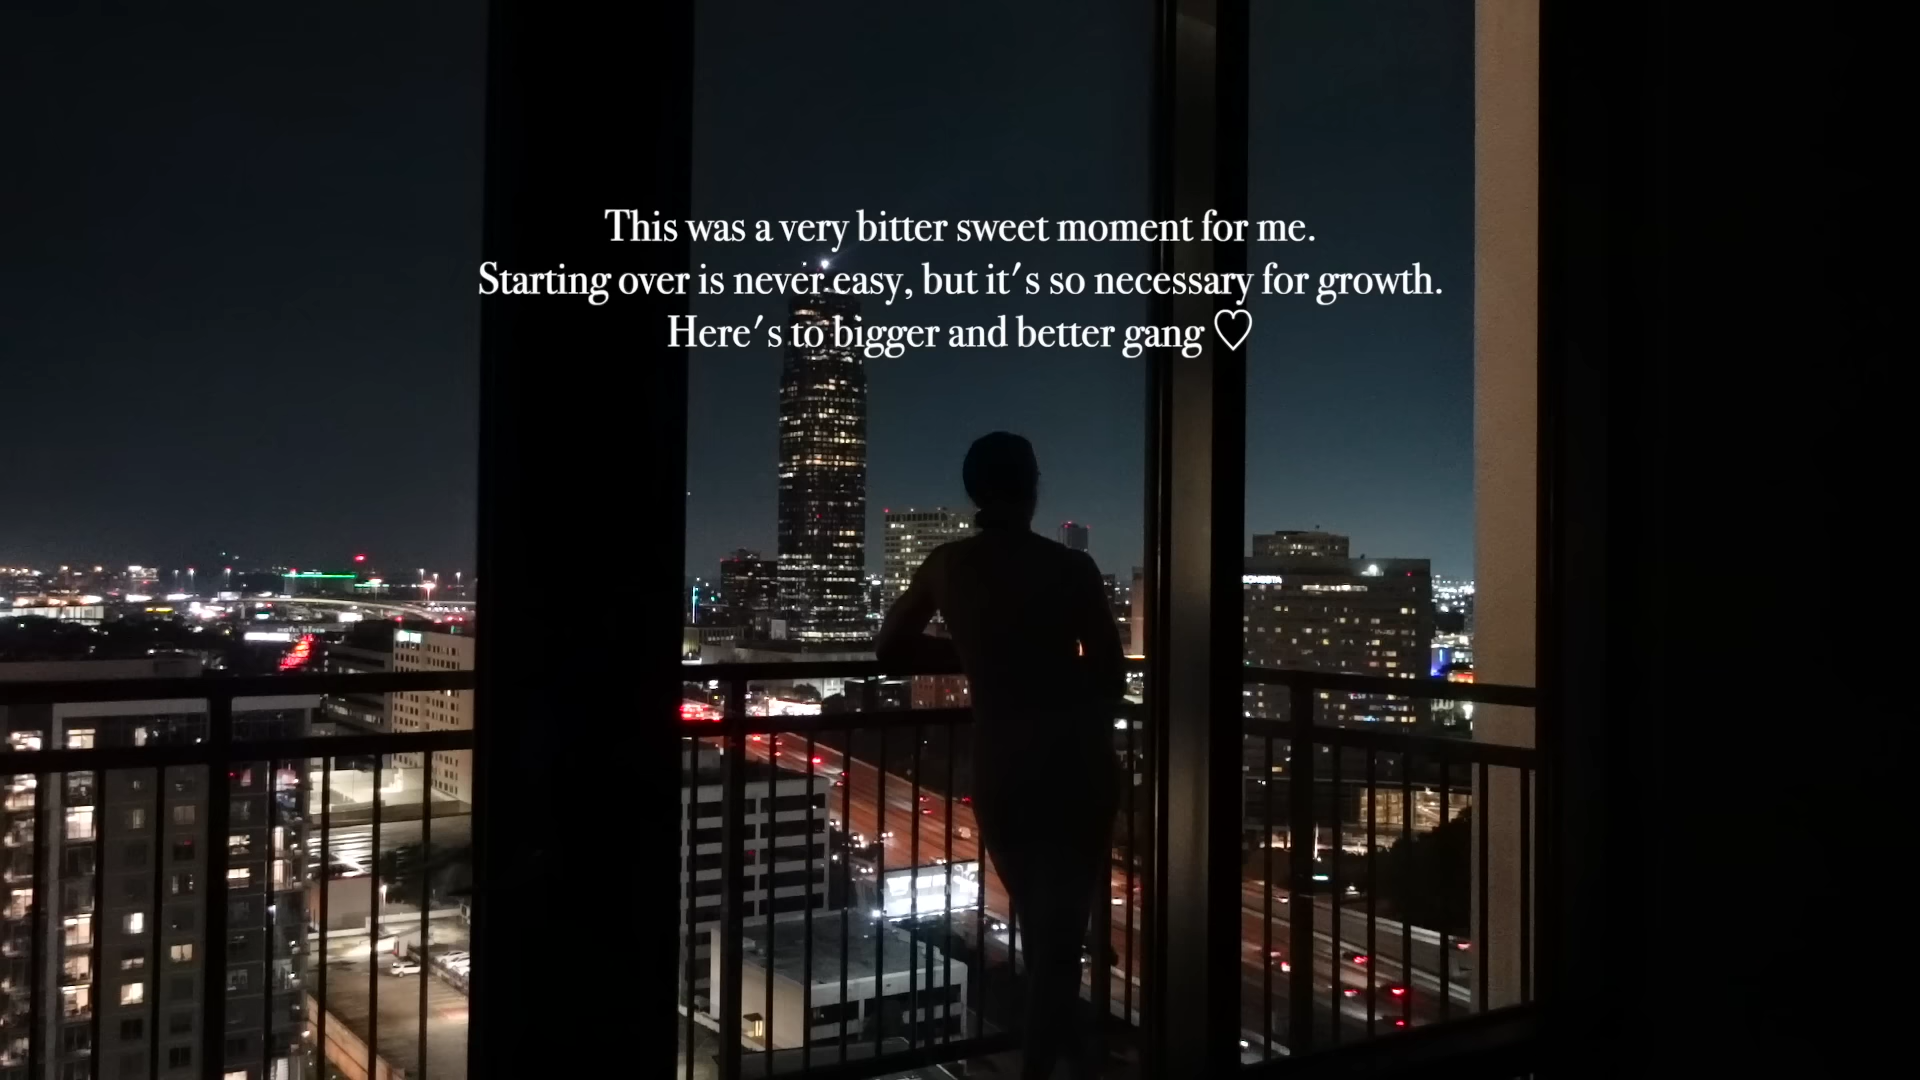 This was a very bitter sweet moment for me.
Starting over is never easy, but it's so necessary for growth.
Here's to bigger and better gang ♡
SONESTA